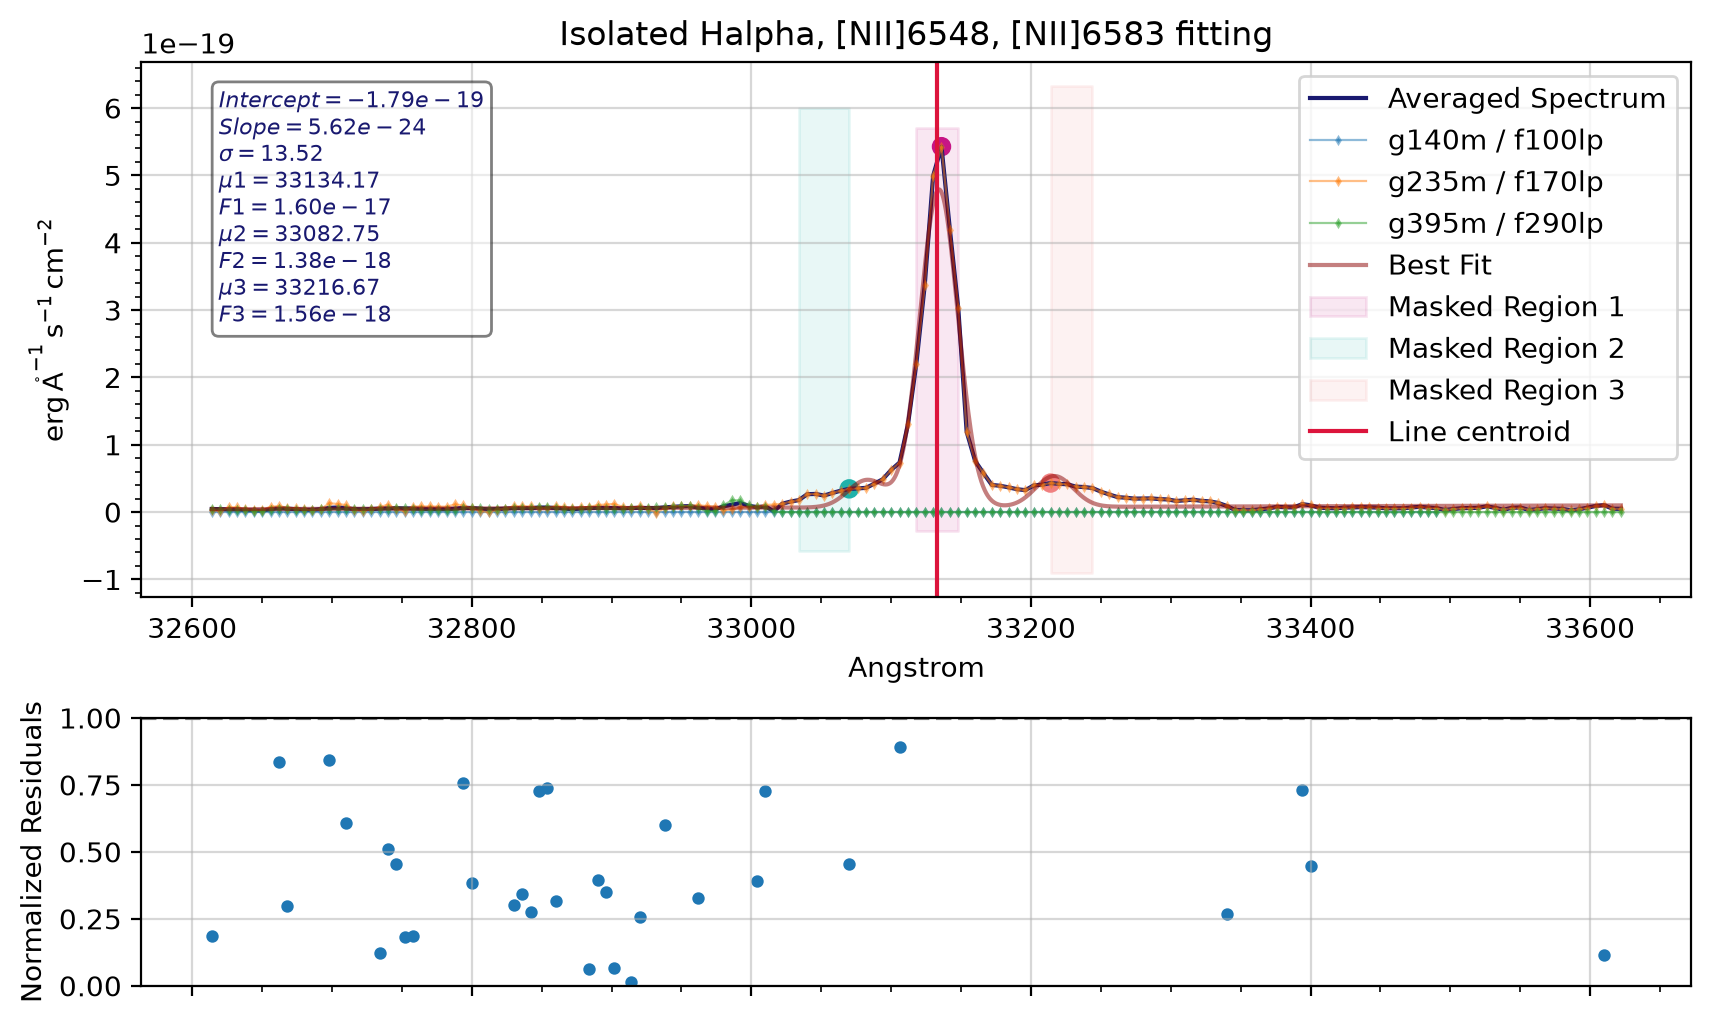 Isolated Halpha, [NII]6548, [NII]6583 fitting
1e−19
Intercept = −1.79e − 19
Slope = 5.62e − 24
σ = 13.52
μ1 = 33134.17
F1 = 1.60e − 17
μ2 = 33082.75
F2 = 1.38e − 18
μ3 = 33216.67
F3 = 1.56e − 18
Averaged Spectrum
g140m / f100lp
g235m / f170lp
g395m / f290lp
Best Fit
Masked Region 1
Masked Region 2
Masked Region 3
Line centroid
erg Å⁻¹ s⁻¹ cm⁻²
6
5
4
3
2
1
0
−1
32600 32800 33000 33200 33400 33600
Angstrom
Normalized Residuals
1.00
0.75
0.50
0.25
0.00